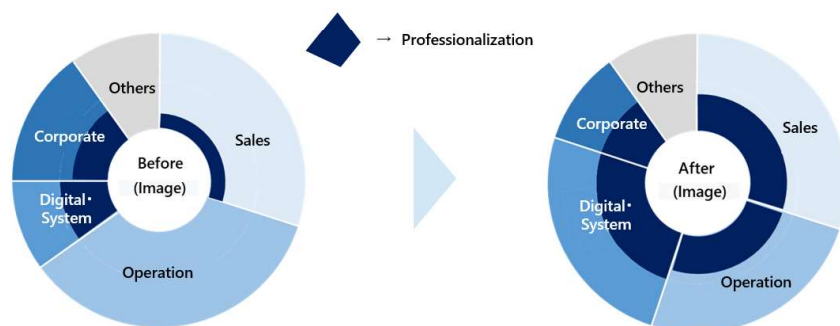 → Professionalization
Others
Corporate
Sales
Before
(Image)
Digital・
System
Operation
Others
Corporate
Sales
After
(Image)
Digital・
System
Operation